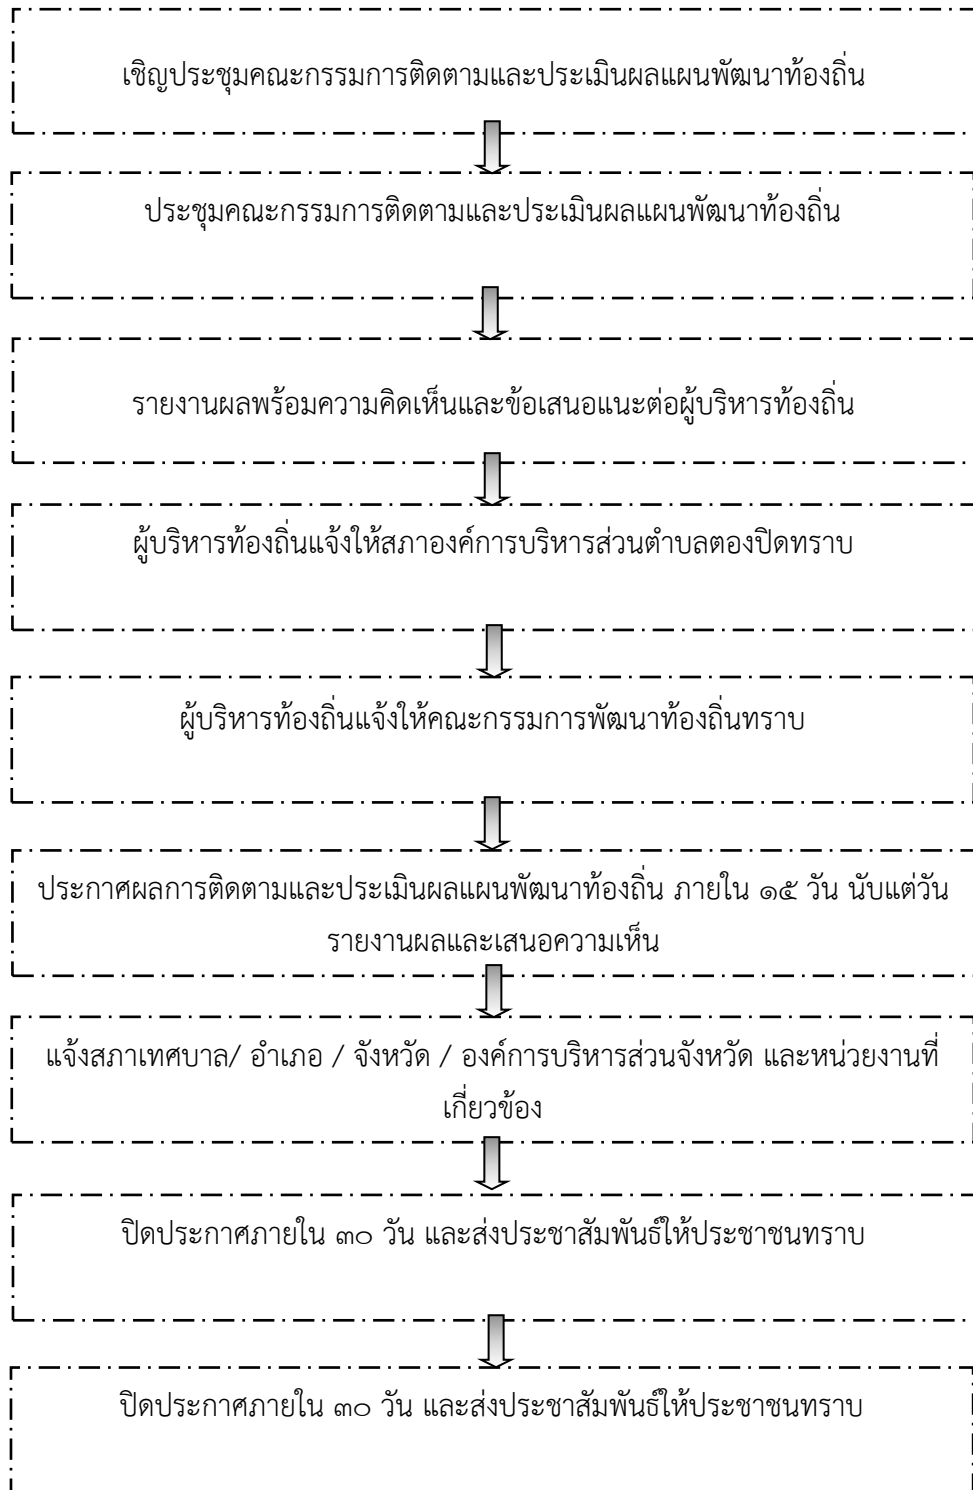 เชิญประชุมคณะกรรมการติดตามและประเมินผลแผนพัฒนาท้องถิ่น
ประชุมคณะกรรมการติดตามและประเมินผลแผนพัฒนาท้องถิ่น
รายงานผลพร้อมความคิดเห็นและข้อเสนอแนะต่อผู้บริหารท้องถิ่น
ผู้บริหารท้องถิ่นแจ้งให้สภาองค์การบริหารส่วนตำบลตองปิดทราบ
ผู้บริหารท้องถิ่นแจ้งให้คณะกรรมการพัฒนาท้องถิ่นทราบ
ประกาศผลการติดตามและประเมินผลแผนพัฒนาท้องถิ่น ภายใน ๑๕ วัน นับแต่วัน
รายงานผลและเสนอความเห็น
แจ้งสภาเทศบาล/ อำเภอ / จังหวัด / องค์การบริหารส่วนจังหวัด และหน่วยงานที่
เกี่ยวข้อง
ปิดประกาศภายใน ๓๐ วัน และส่งประชาสัมพันธ์ให้ประชาชนทราบ
ปิดประกาศภายใน ๓๐ วัน และส่งประชาสัมพันธ์ให้ประชาชนทราบ